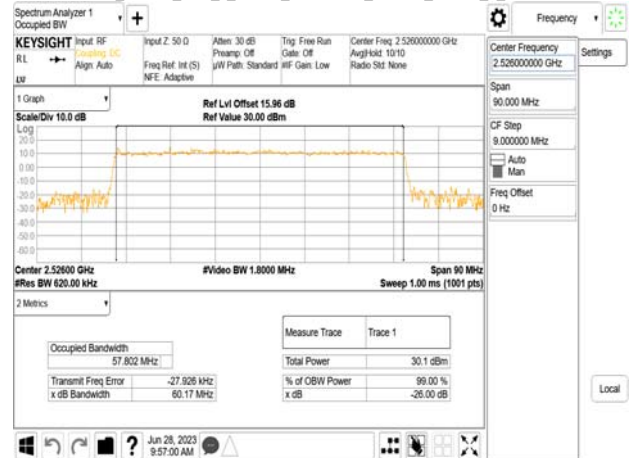 Spectrum Analyzer 1
Occupied BW
Frequency
KEYSIGHT
Input: RF
Coupling: DC
Align: Auto
RL
LV
Input Z: 50 Ω
Freq Ref: Int (S)
NFE: Adaptive
Atten: 30 dB
Preamp: Off
µW Path: Standard
Trig: Free Run
Gate: Off
#IF Gain: Low
Center Freq: 2.526000000 GHz
Avg|Hold: 10/10
Radio Std: None
Center Frequency
2.526000000 GHz
Settings
Span
90.000 MHz
CF Step
9.000000 MHz
Auto
Man
Freq Offset
0 Hz
Local
1 Graph
Scale/Div 10.0 dB
Ref Lvl Offset 15.96 dB
Ref Value 30.00 dBm
Log
20.0
10.0
0.00
-10.0
-20.0
-30.0
-40.0
-50.0
-60.0
Center 2.52600 GHz
#Video BW 1.8000 MHz
Span 90 MHz
#Res BW 620.00 kHz
Sweep 1.00 ms (1001 pts)
2 Metrics
Measure Trace Trace 1
Occupied Bandwidth
57.802 MHz
Total Power 30.1 dBm
Transmit Freq Error -27.926 kHz
% of OBW Power 99.00 %
x dB Bandwidth 60.17 MHz
x dB -26.00 dB
Jun 28, 2023
9:57:00 AM